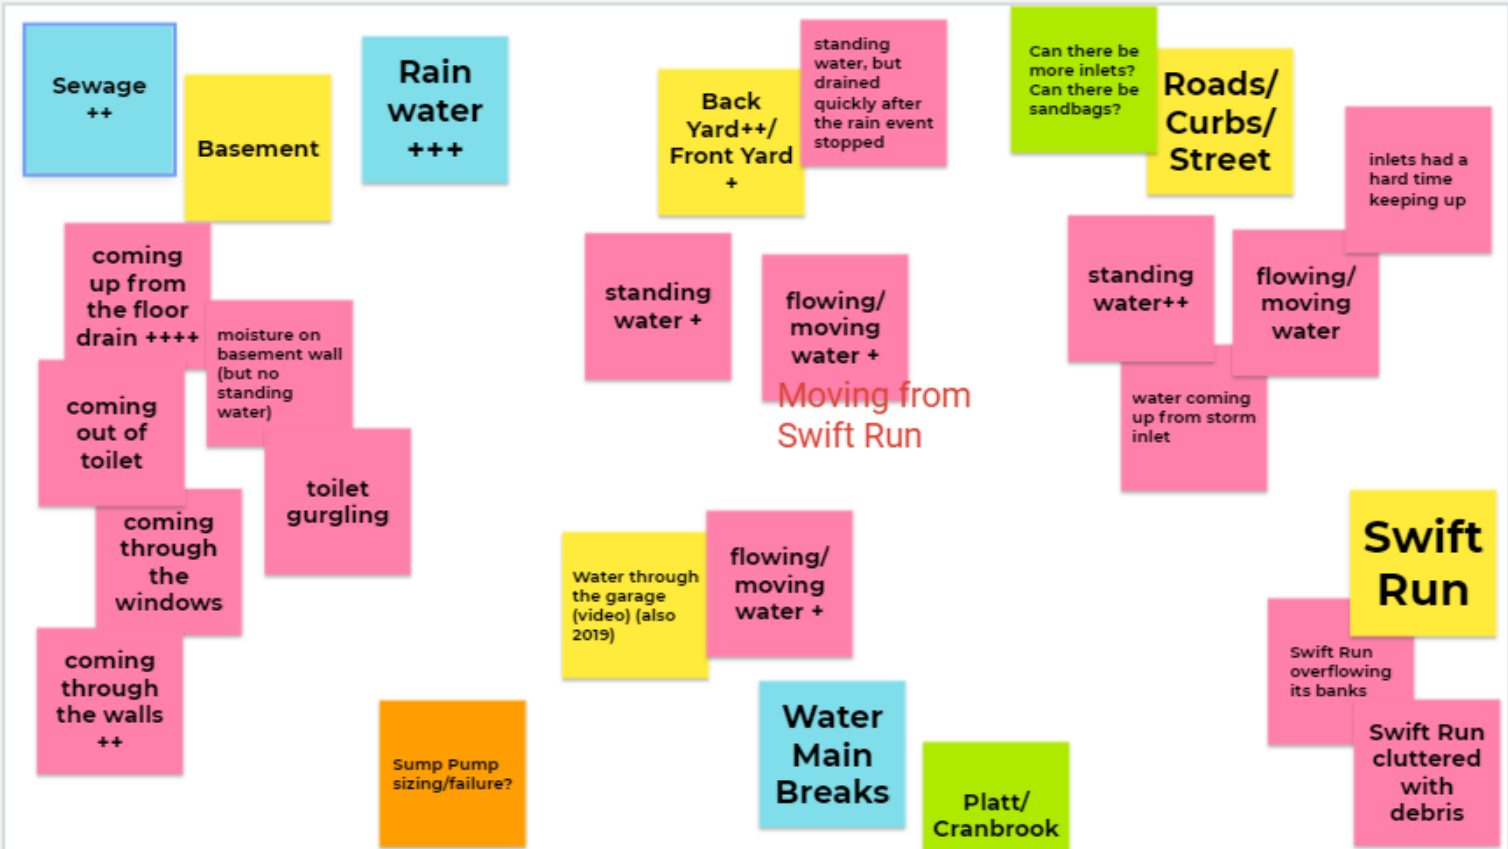 Sewage
++
Basement
Rain
water
+++
Back
Yard++/
Front Yard
+
standing
water, but
drained
quickly after
the rain event
stopped
Can there be
more inlets?
Can there be
sandbags?
Roads/
Curbs/
Street
inlets had a
hard time
keeping up
coming
up from
the floor
drain ++++
moisture on
basement wall
(but no
standing
water)
coming
out of
toilet
toilet
gurgling
coming
through
the
windows
coming
through
the walls
++
standing
water +
flowing/
moving
water +
Moving from
Swift Run
standing
water++
flowing/
moving
water
water coming
up from storm
inlet
Water through
the garage
(video) (also
2019)
flowing/
moving
water +
Swift
Run
Swift Run
overflowing
its banks
Swift Run
cluttered
with
debris
Sump Pump
sizing/failure?
Water
Main
Breaks
Platt/
Cranbrook